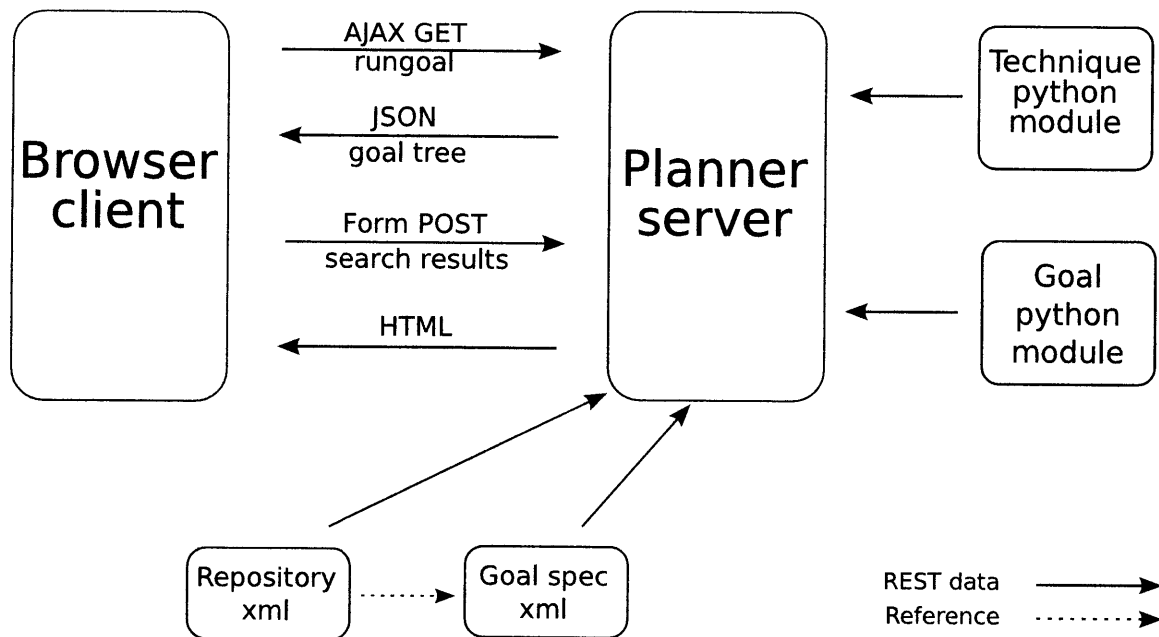 Browser
client
AJAX GET
rungoal
JSON
goal tree
Form POST
search results
HTML
Planner
server
Technique
python
module
Goal
python
module
Repository
xml
Goal spec
xml
REST data
Reference